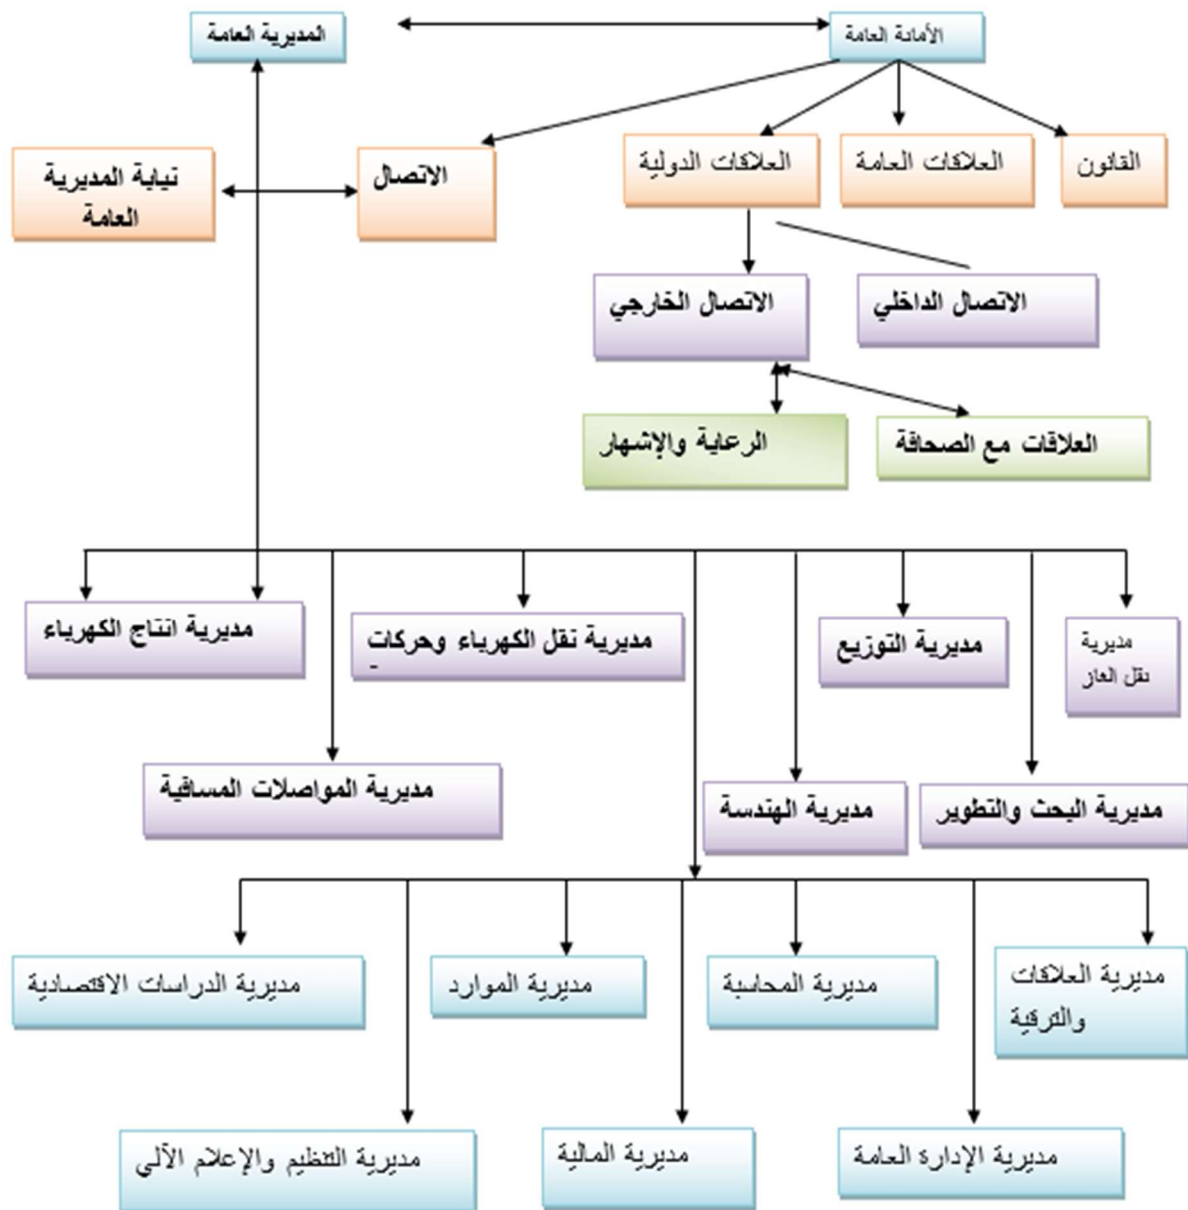 الأمانة العامة
المديرية العامة
القانون
العلاقات العامة
العلاقات الدولية
الاتصال
نيابة المديرية
العامة
الاتصال الداخلي
الاتصال الخارجي
العلاقات مع الصحافة
الرعاية والإشهار
مديرية
نقل الغاز
مديرية التوزيع
مديرية نقل الكهرباء وحركات
مديرية انتاج الكهرباء
مديرية البحث والتطوير
مديرية الهندسة
مديرية المواصلات المسافية
مديرية العلاقات
والترقية
مديرية المحاسبة
مديرية الموارد
مديرية الدراسات الاقتصادية
مديرية الإدارة العامة
مديرية المالية
مديرية التنظيم والإعلام الآلي